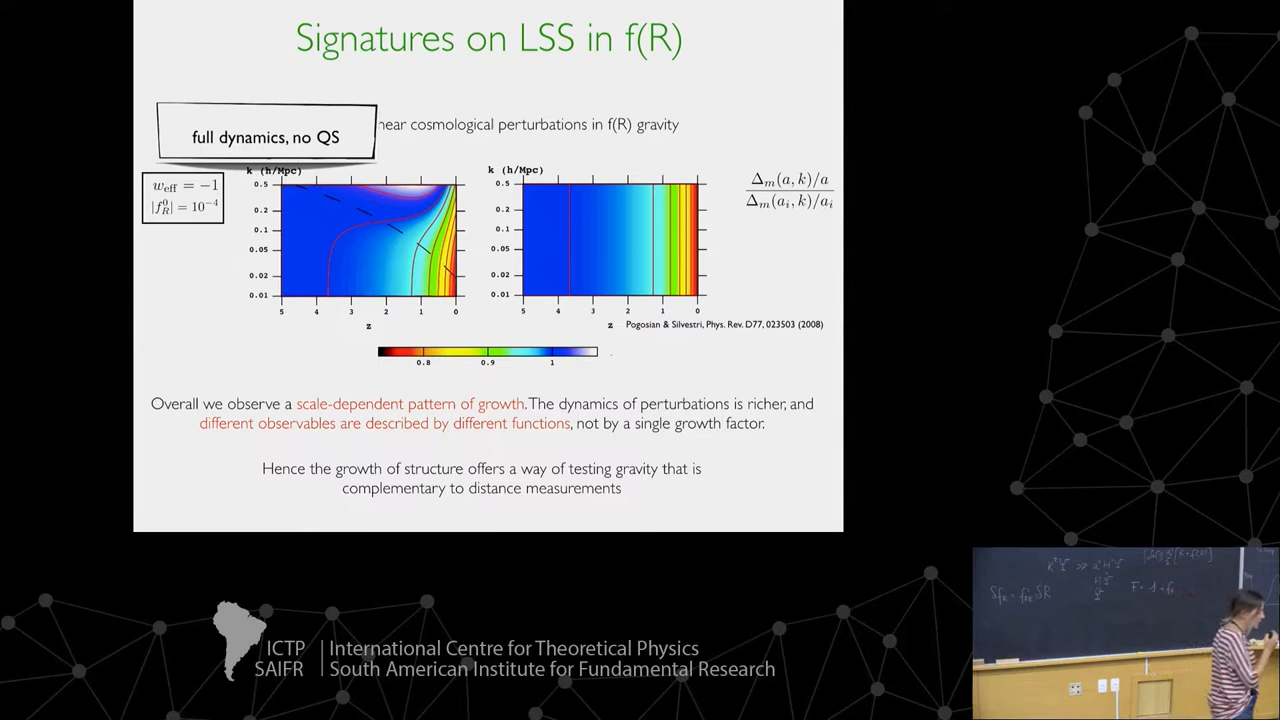 Signatures on LSS in f(R)
full dynamics, no QS
near cosmological perturbations in f(R) gravity
w_eff = −1
|f_R^0| = 10^−4
k (h/Mpc)
0.5
0.2
0.1
0.05
0.02
0.01
5 4 3 2 1 0
z
k (h/Mpc)
0.5
0.2
0.1
0.05
0.02
0.01
5 4 3 2 1 0
z
Δ_m(a, k)/a
Δ_m(a_i, k)/a_i
Pogosian & Silvestri, Phys. Rev. D77, 023503 (2008)
0.8 0.9 1
Overall we observe a scale-dependent pattern of growth. The dynamics of perturbations is richer, and
different observables are described by different functions, not by a single growth factor.
Hence the growth of structure offers a way of testing gravity that is
complementary to distance measurements
δf_R = f_RR δR
ICTP
SAIFR
International Centre for Theoretical Physics
South American Institute for Fundamental Research